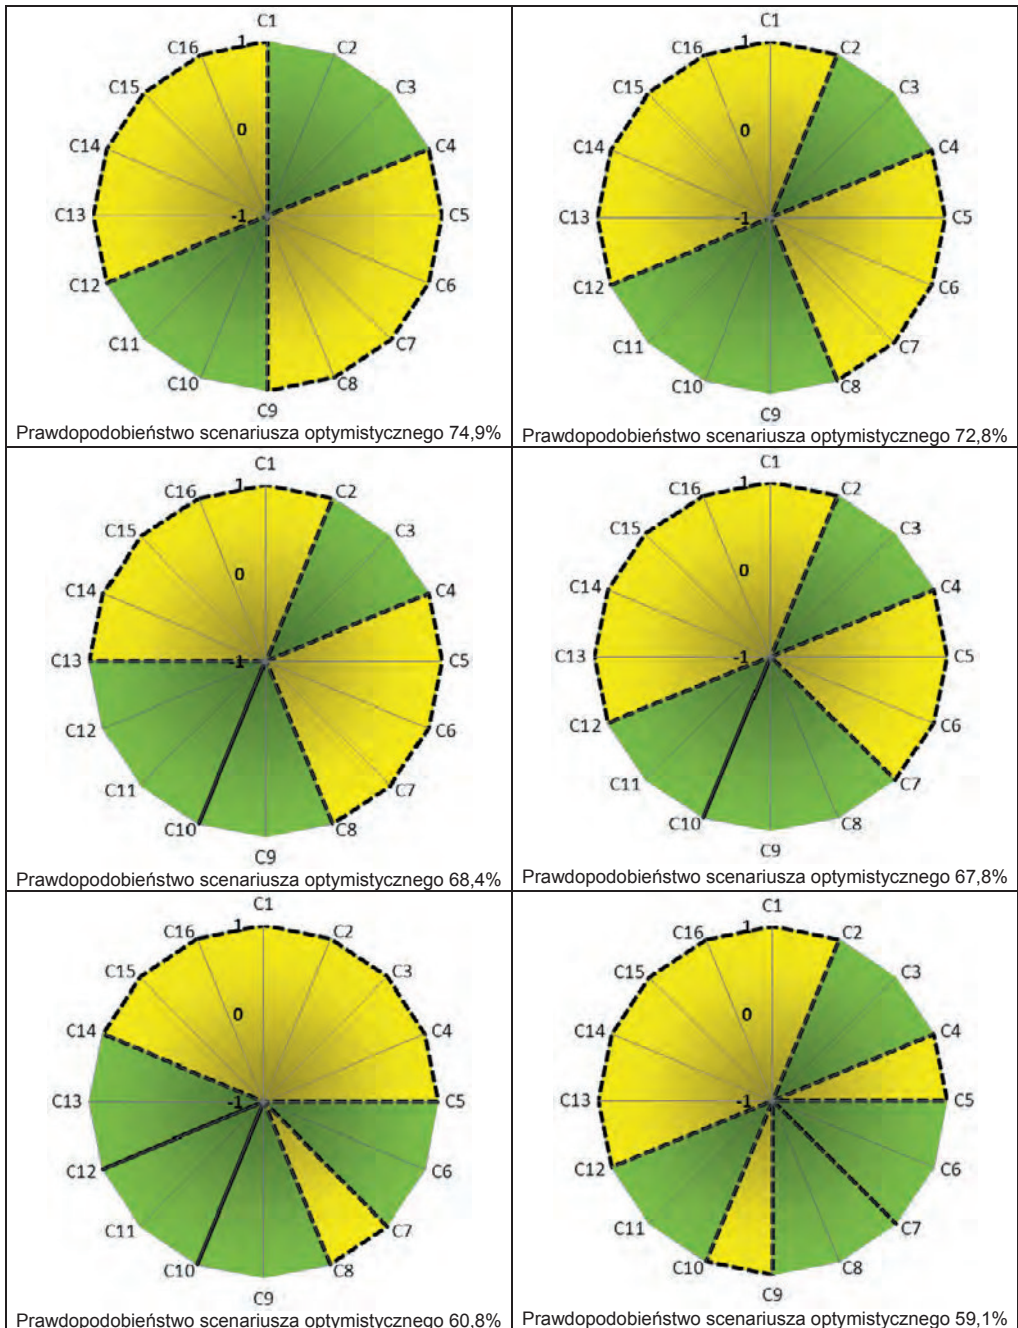 C1
C16 1 C2
C15 C3
0
C14 C4
C13 -1 C5
C12 C6
C11 C7
C10 C8
C9
Prawdopodobieństwo scenariusza optymistycznego 74,9%
C1
C16 1 C2
C15 C3
0
C14 C4
C13 -1 C5
C12 C6
C11 C7
C10 C8
C9
Prawdopodobieństwo scenariusza optymistycznego 72,8%
C1
C16 1 C2
C15 C3
0
C14 C4
C13 -1 C5
C12 C6
C11 C7
C10 C8
C9
Prawdopodobieństwo scenariusza optymistycznego 68,4%
C1
C16 1 C2
C15 C3
0
C14 C4
C13 -1 C5
C12 C6
C11 C7
C10 C8
C9
Prawdopodobieństwo scenariusza optymistycznego 67,8%
C1
C16 1 C2
C15 C3
0
C14 C4
C13 -1 C5
C12 C6
C11 C7
C10 C8
C9
Prawdopodobieństwo scenariusza optymistycznego 60,8%
C1
C16 1 C2
C15 C3
0
C14 C4
C13 -1 C5
C12 C6
C11 C7
C10 C8
C9
Prawdopodobieństwo scenariusza optymistycznego 59,1%